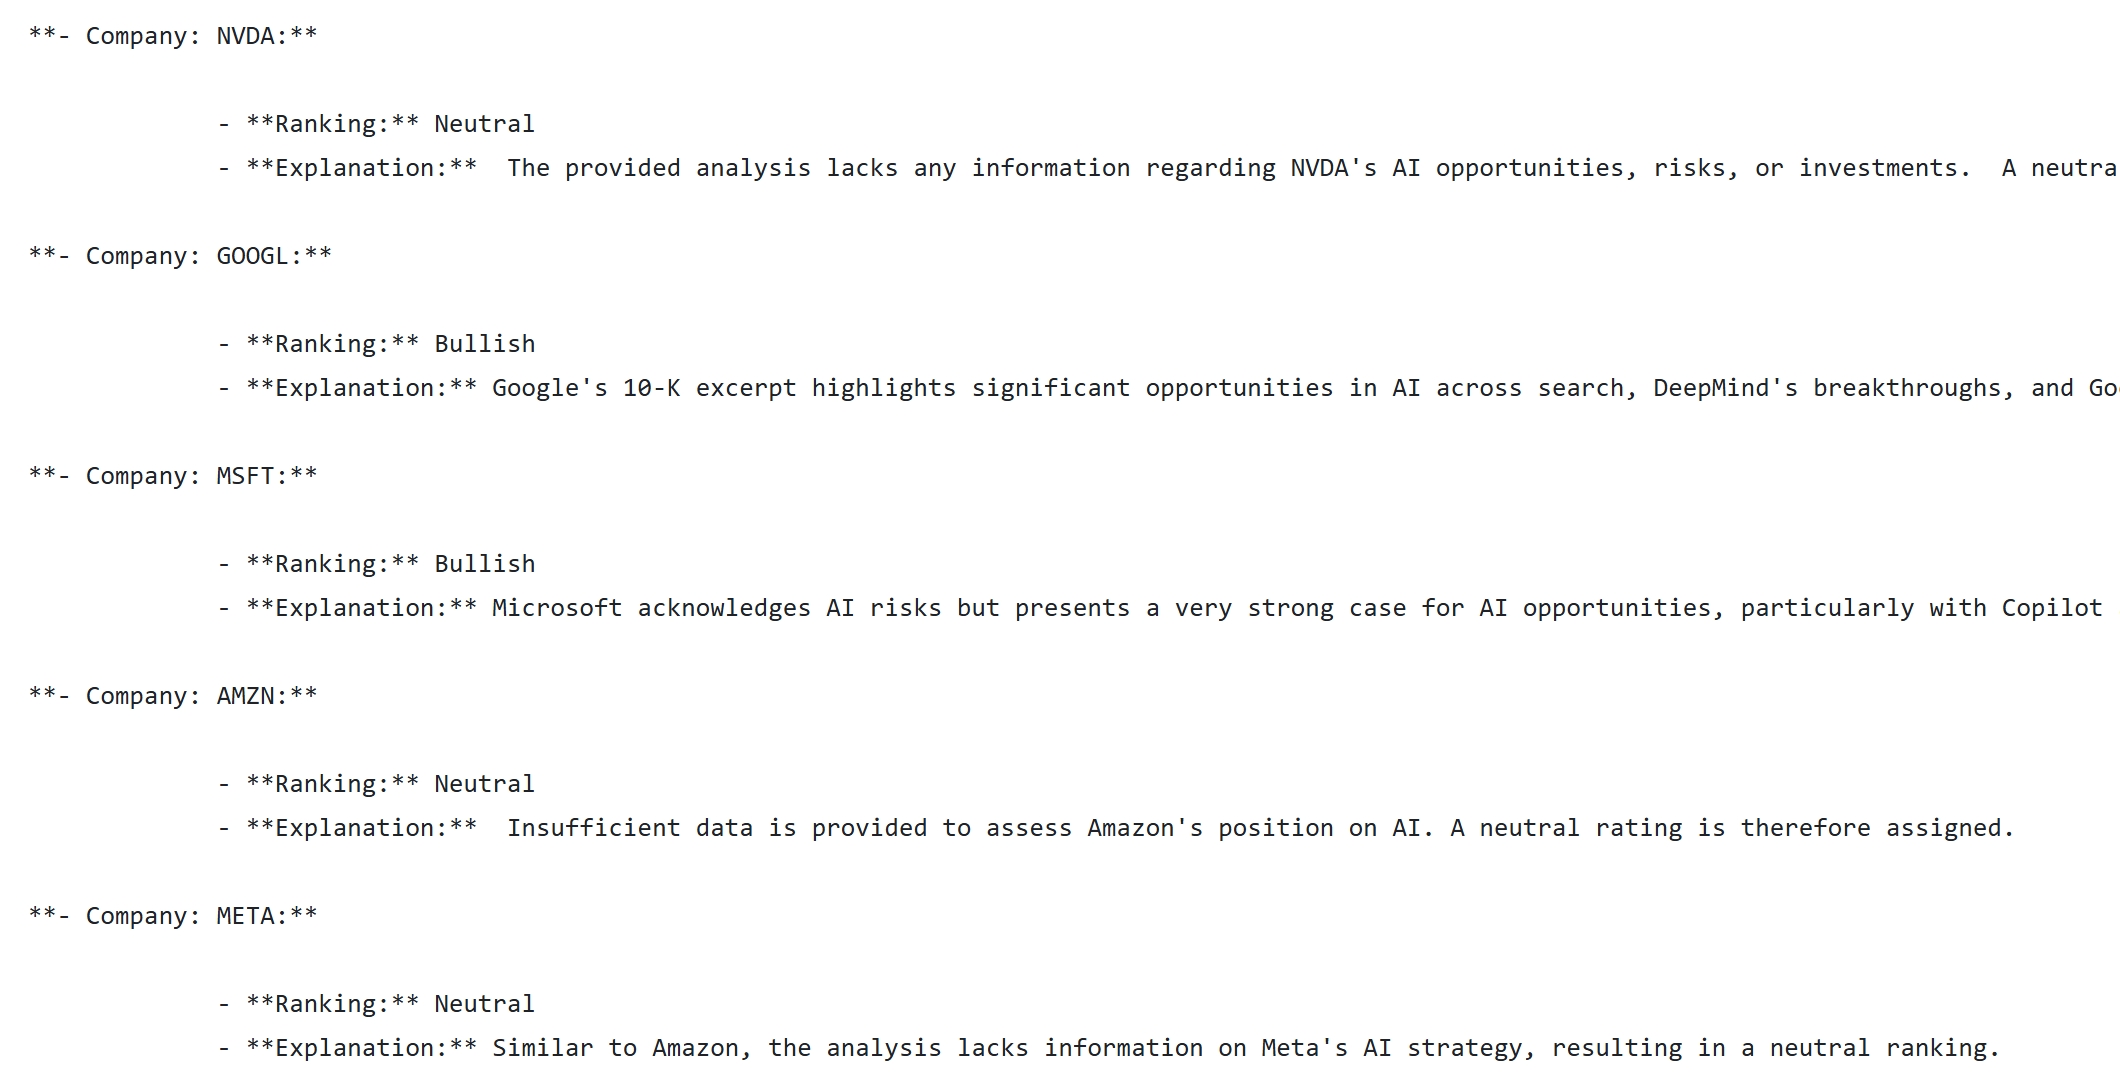 **- Company: NVDA:**
- **Ranking:** Neutral
- **Explanation:**  The provided analysis lacks any information regarding NVDA's AI opportunities, risks, or investments.  A
**- Company: GOOGL:**
- **Ranking:** Bullish
- **Explanation:** Google's 10-K excerpt highlights significant opportunities in AI across search, DeepMind's breakthroughs, and
**- Company: MSFT:**
- **Ranking:** Bullish
- **Explanation:** Microsoft acknowledges AI risks but presents a very strong case for AI opportunities, particularly with Copilot
**- Company: AMZN:**
- **Ranking:** Neutral
- **Explanation:**  Insufficient data is provided to assess Amazon's position on AI. A neutral rating is therefore assigned.
**- Company: META:**
- **Ranking:** Neutral
- **Explanation:** Similar to Amazon, the analysis lacks information on Meta's AI strategy, resulting in a neutral ranking.